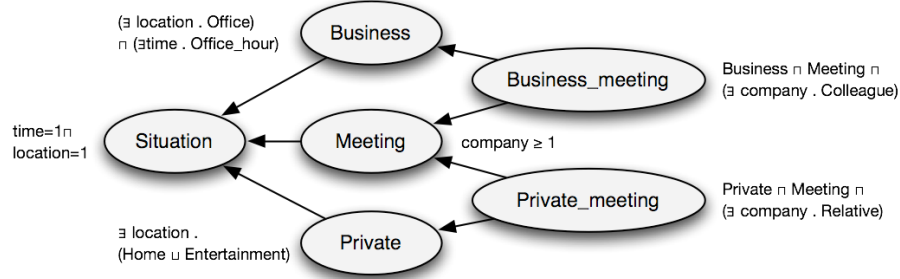 (∃ location . Office)
⊓ (∃time . Office_hour)
Business
Business_meeting
Business ⊓ Meeting ⊓
(∃ company . Colleague)
time=1⊓
location=1
Situation
Meeting
company ≥ 1
Private_meeting
Private ⊓ Meeting ⊓
(∃ company . Relative)
∃ location .
(Home ⊔ Entertainment)
Private